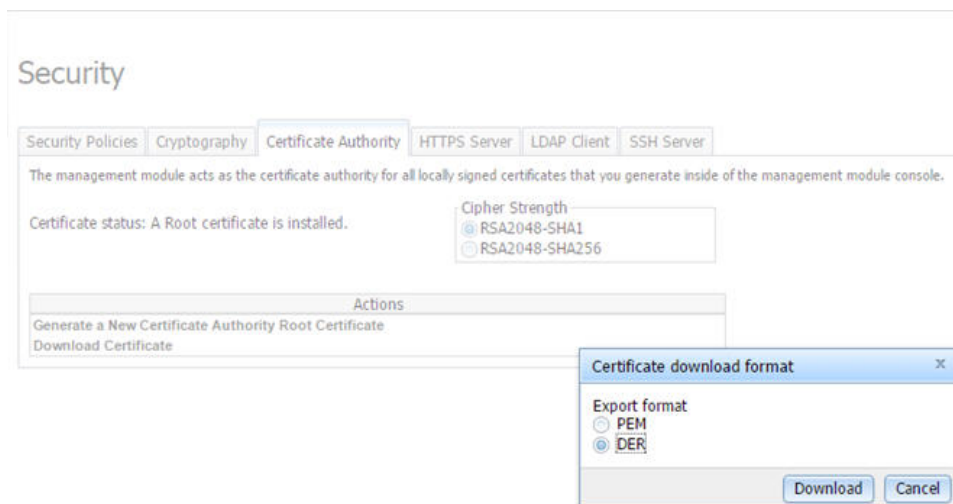 Security
Security Policies Cryptography Certificate Authority HTTPS Server LDAP Client SSH Server
The management module acts as the certificate authority for all locally signed certificates that you generate inside of the management module console.
Certificate status: A Root certificate is installed.
Cipher Strength
RSA2048-SHA1
RSA2048-SHA256
Actions
Generate a New Certificate Authority Root Certificate
Download Certificate
Certificate download format x
Export format
PEM
DER
Download Cancel